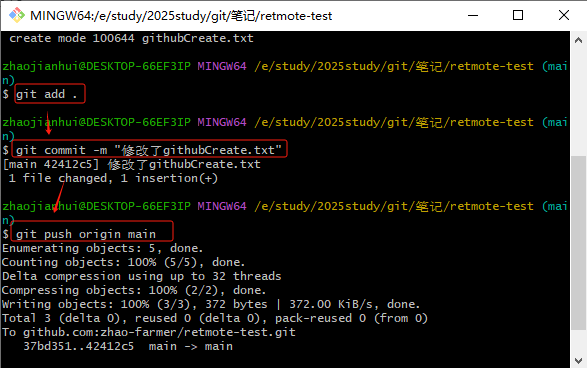 MINGW64:/e/study/2025study/git/笔记/retmote-test
create mode 100644 githubCreate.txt
zhaojianhui@DESKTOP-66EF3IP MINGW64 /e/study/2025study/git/笔记/retmote-test (mai
n)
$ git add .
zhaojianhui@DESKTOP-66EF3IP MINGW64 /e/study/2025study/git/笔记/retmote-test (mai
n)
$ git commit -m "修改了githubCreate.txt"
[main 42412c5] 修改了githubCreate.txt
1 file changed, 1 insertion(+)
zhaojianhui@DESKTOP-66EF3IP MINGW64 /e/study/2025study/git/笔记/retmote-test (mai
n)
$ git push origin main
Enumerating objects: 5, done.
Counting objects: 100% (5/5), done.
Delta compression using up to 32 threads
Compressing objects: 100% (2/2), done.
Writing objects: 100% (3/3), 372 bytes | 372.00 KiB/s, done.
Total 3 (delta 0), reused 0 (delta 0), pack-reused 0 (from 0)
To github.com:zhao-farmer/retmote-test.git
37bd351..42412c5  main -> main